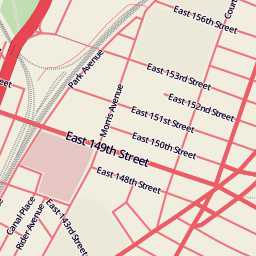 East 156th Street
East 153rd Street
Park Avenue
East 152nd Street
Morris Avenue
East 151st Street
East 150th Street
East 149th Street
East 148th Street
Canal Place
Rider Avenue
East 143rd Street